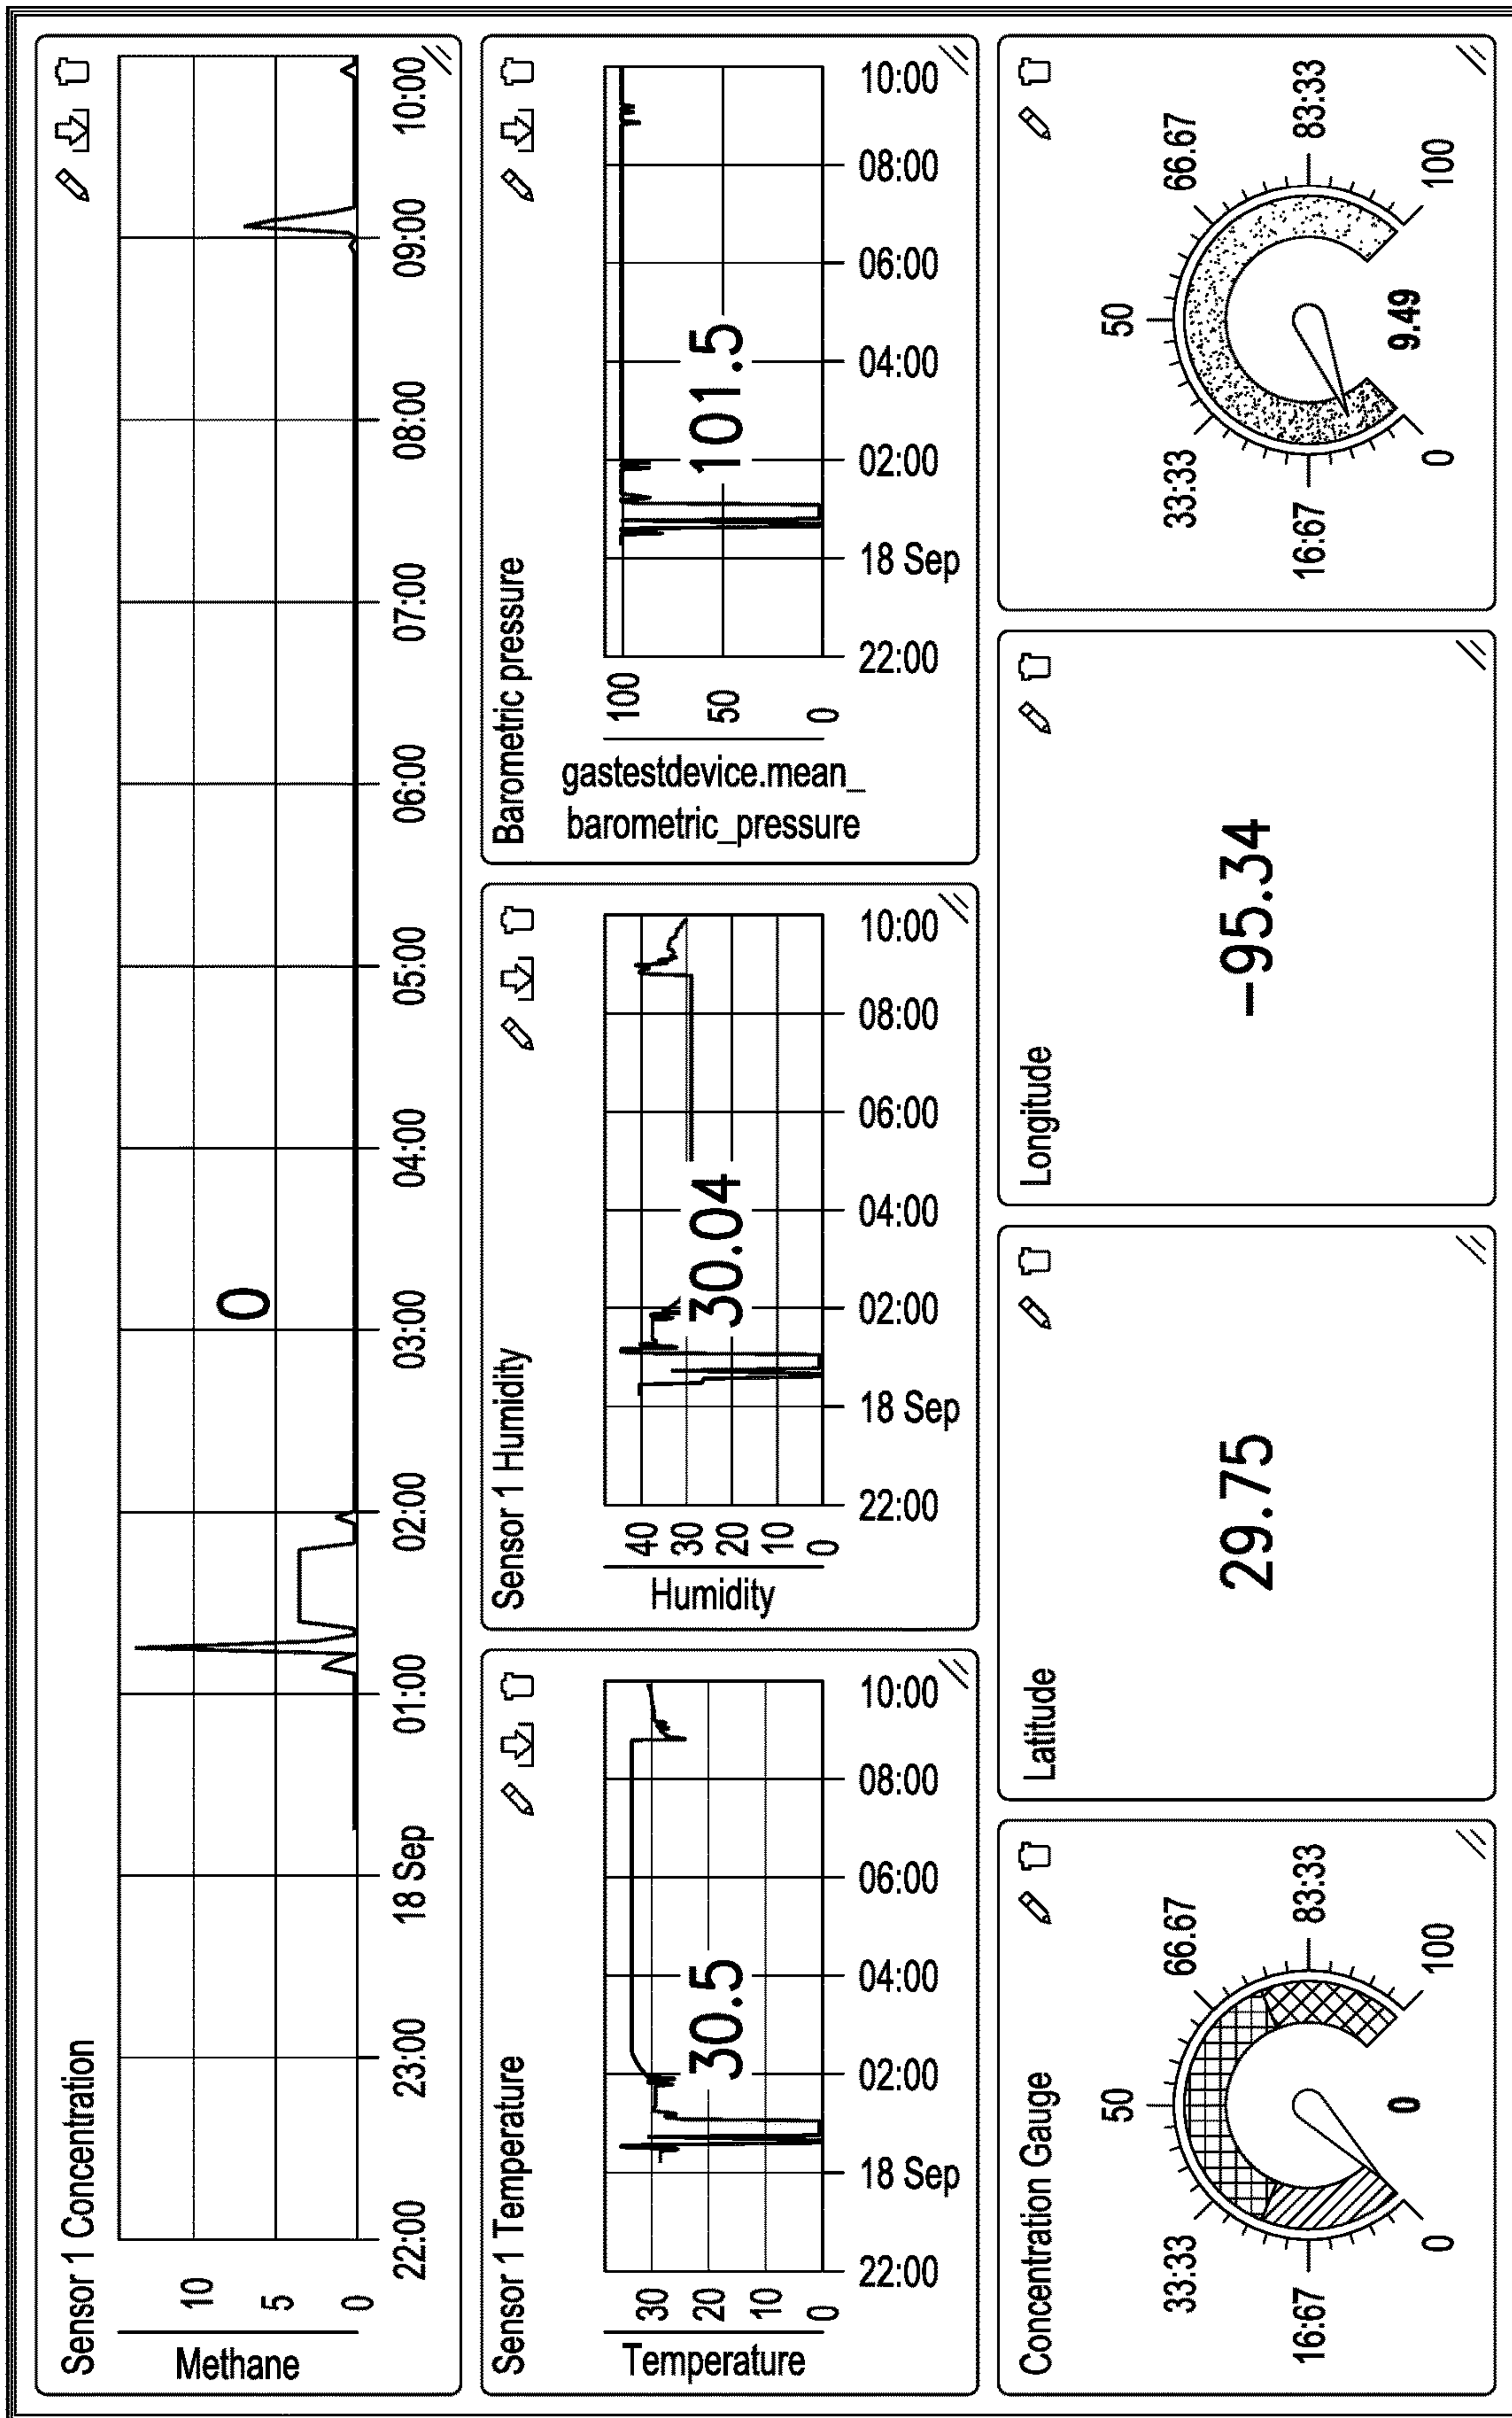 Sensor 1 Concentration
Methane
10
5
0
0
22:00 23:00 18 Sep 01:00 02:00 03:00 04:00 05:00 06:00 07:00 08:00 09:00 10:00
Sensor 1 Temperature
Temperature
30
20
10
0
30.5
22:00 18 Sep 02:00 04:00 06:00 08:00 10:00
Sensor 1 Humidity
Humidity
40
30
20
10
0
30.04
22:00 18 Sep 02:00 04:00 06:00 08:00 10:00
Barometric pressure
gastestdevice.mean_
barometric_pressure
100
50
0
101.5
22:00 18 Sep 02:00 04:00 06:00 08:00 10:00
Concentration Gauge
50
33:33 66.67
16:67 83:33
0 100
0
Latitude
29.75
Longitude
-95.34
50
33:33 66.67
16:67 83:33
0 100
9.49